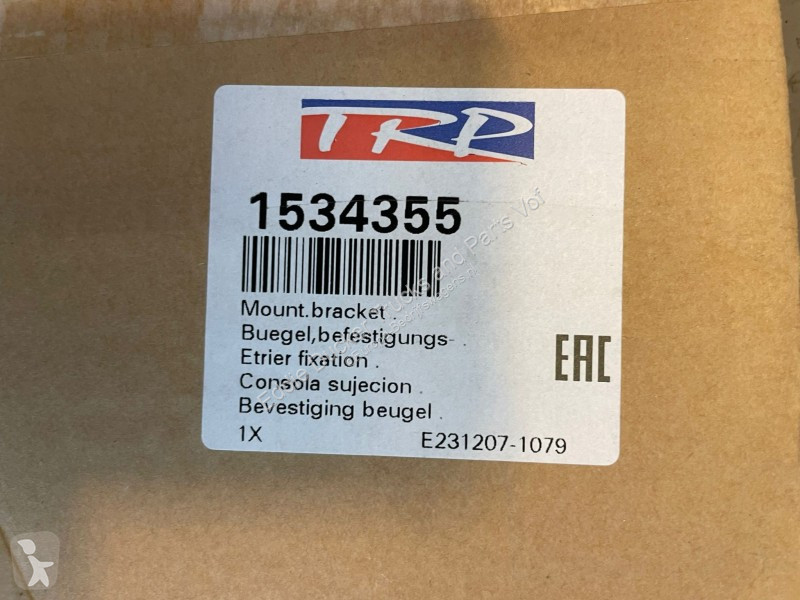 TRP
1534355
Mount.bracket .
Buegel,befestigungs- .
Etrier fixation .
Consola sujecion .
Bevestiging beugel .
EAC
1X E231207-1079